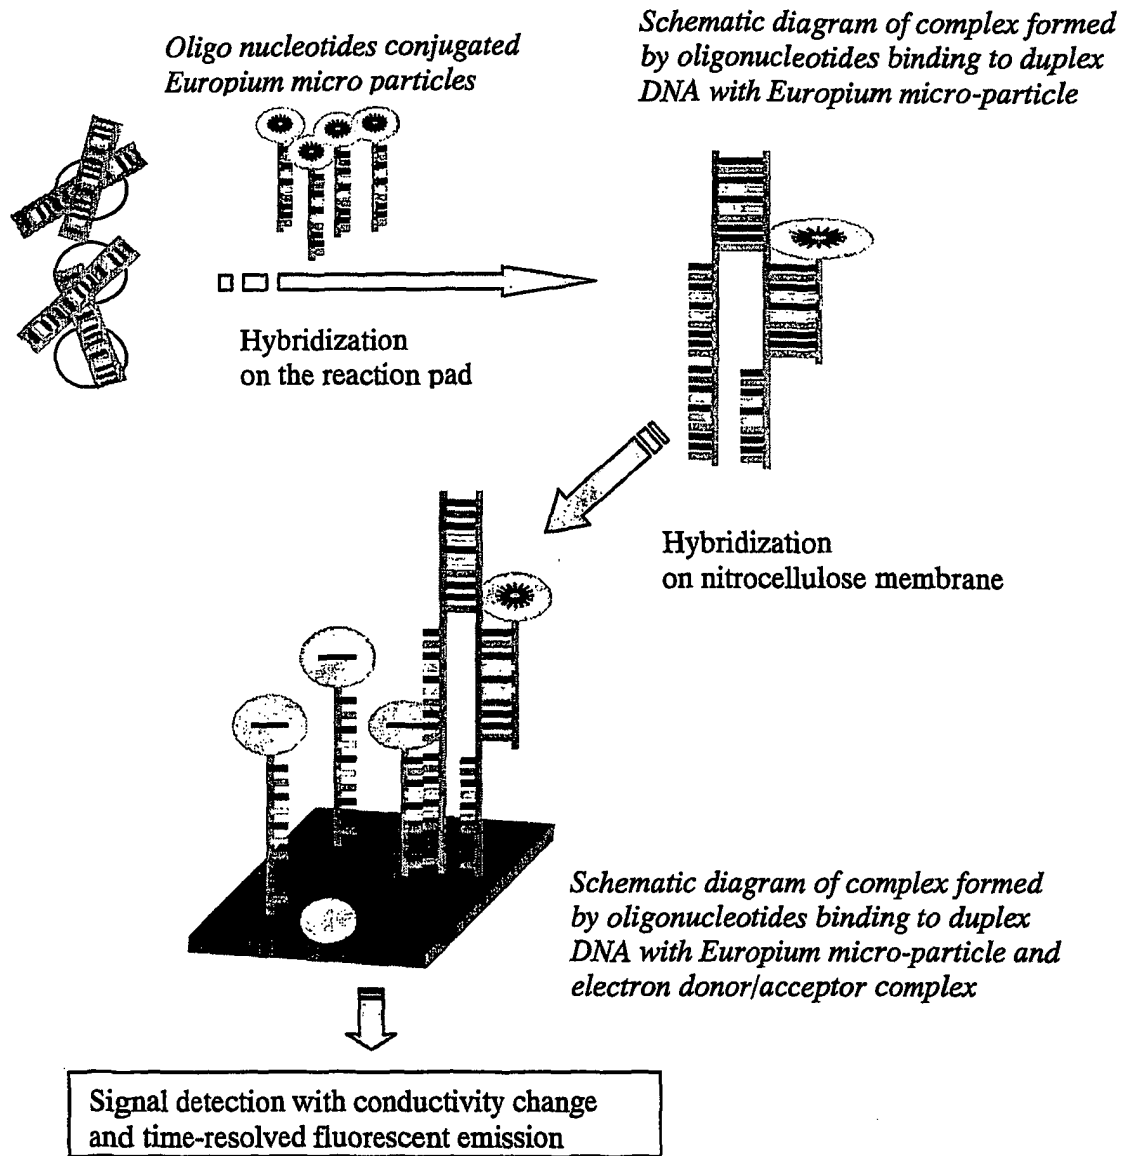 Oligo nucleotides conjugated
Europium micro particles
Schematic diagram of complex formed
by oligonucleotides binding to duplex
DNA with Europium micro-particle
Hybridization
on the reaction pad
Hybridization
on nitrocellulose membrane
Schematic diagram of complex formed
by oligonucleotides binding to duplex
DNA with Europium micro-particle and
electron donor/acceptor complex
Signal detection with conductivity change
and time-resolved fluorescent emission